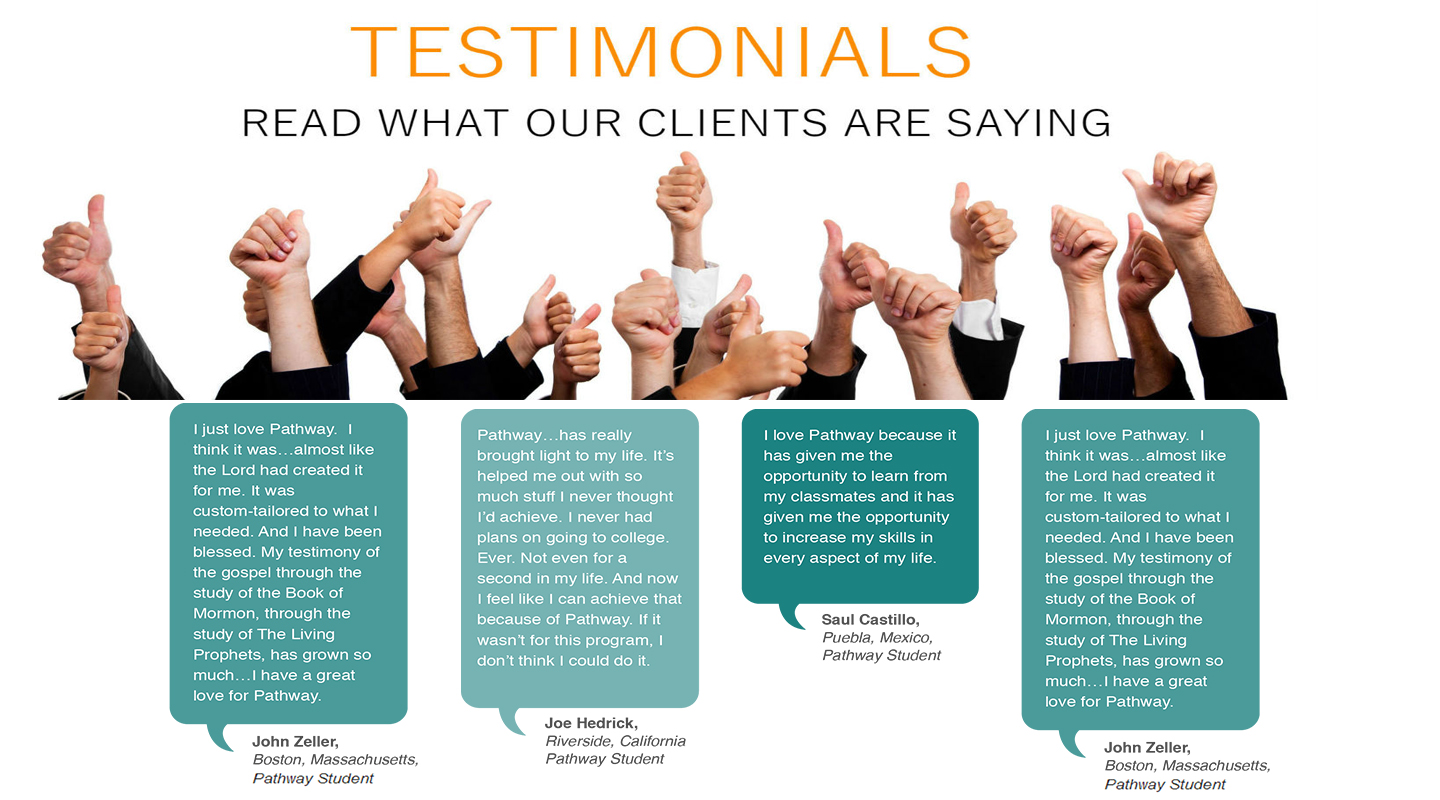 TESTIMONIALS
READ WHAT OUR CLIENTS ARE SAYING
I just love Pathway. I
think it was…almost like
the Lord had created it
for me. It was
custom-tailored to what I
needed. And I have been
blessed. My testimony of
the gospel through the
study of the Book of
Mormon, through the
study of The Living
Prophets, has grown so
much…I have a great
love for Pathway.
John Zeller,
Boston, Massachusetts,
Pathway Student
Pathway…has really
brought light to my life. It’s
helped me out with so
much stuff I never thought
I’d achieve. I never had
plans on going to college.
Ever. Not even for a
second in my life. And now
I feel like I can achieve that
because of Pathway. If it
wasn’t for this program, I
don’t think I could do it.
Joe Hedrick,
Riverside, California
Pathway Student
I love Pathway because it
has given me the
opportunity to learn from
my classmates and it has
given me the opportunity
to increase my skills in
every aspect of my life.
Saul Castillo,
Puebla, Mexico,
Pathway Student
I just love Pathway. I
think it was…almost like
the Lord had created it
for me. It was
custom-tailored to what I
needed. And I have been
blessed. My testimony of
the gospel through the
study of the Book of
Mormon, through the
study of The Living
Prophets, has grown so
much…I have a great
love for Pathway.
John Zeller,
Boston, Massachusetts,
Pathway Student